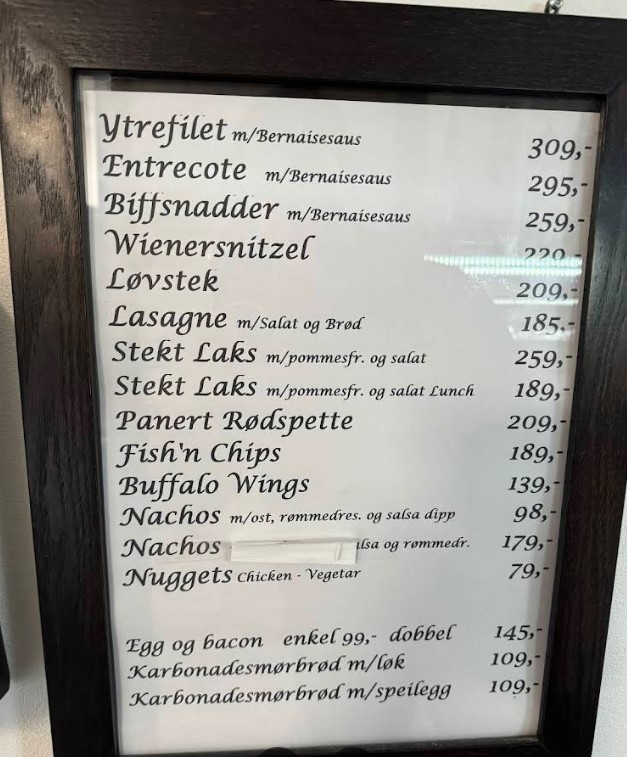 Ytrefilet m/Bernaisesaus 309,-
Entrecote m/Bernaisesaus 295,-
Biffsnadder m/Bernaisesaus 259,-
Wienersnitzel 220,-
Løvstek 209,-
Lasagne m/Salat og Brød 185,-
Stekt Laks m/pommesfr. og salat 259,-
Stekt Laks m/pommesfr. og salat Lunch 189,-
Panert Rødspette 209,-
Fish'n Chips 189,-
Buffalo Wings 139,-
Nachos m/ost, rømmedres. og salsa dipp 98,-
Nachos og rømmedr. 179,-
Nuggets Chicken - Vegetar 79,-
Egg og bacon enkel 99,- dobbel 145,-
Karbonadesmørbrød m/løk 109,-
Karbonadesmørbrød m/speilegg 109,-